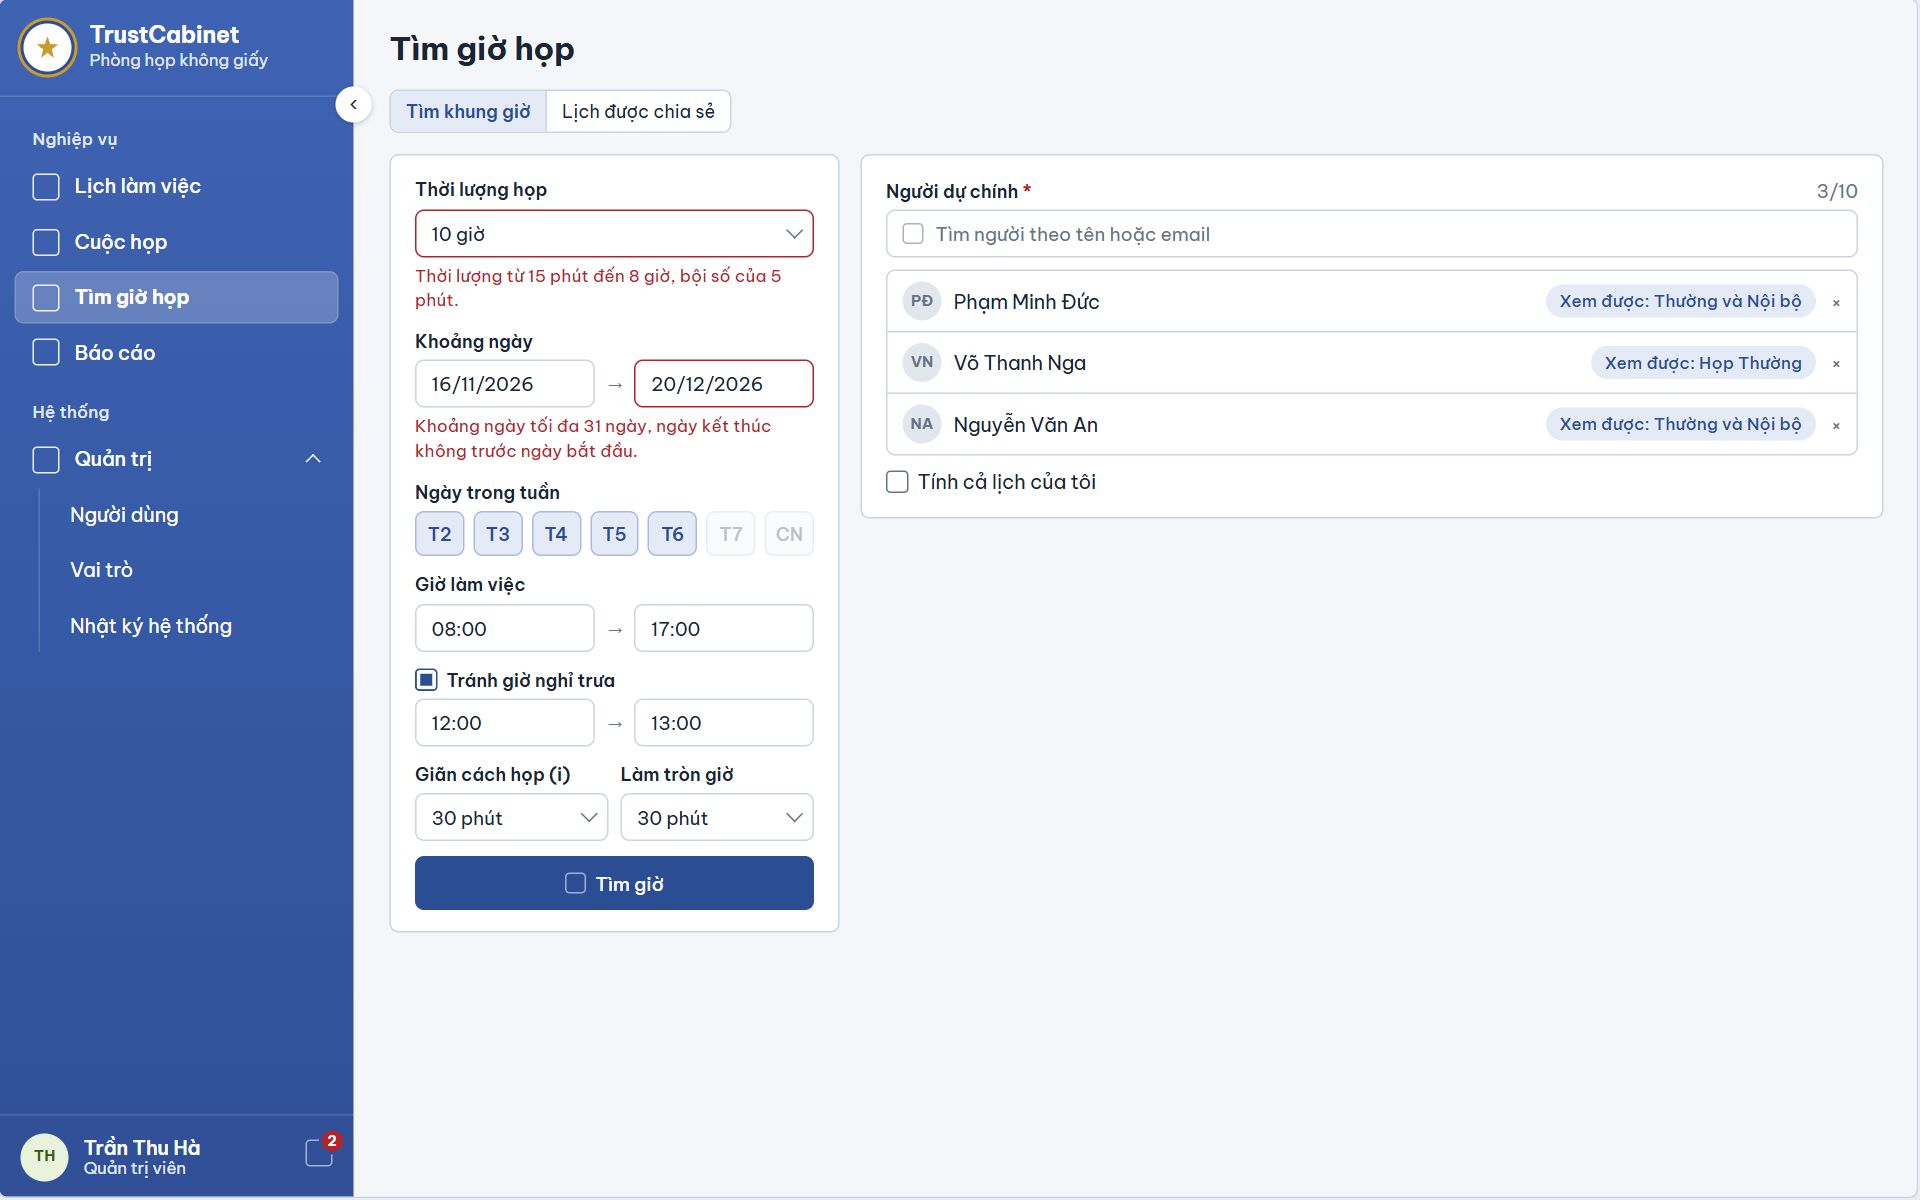 TrustCabinet
Phòng họp không giấy
Nghiệp vụ
Lịch làm việc
Cuộc họp
Tìm giờ họp
Báo cáo
Hệ thống
Quản trị
Người dùng
Vai trò
Nhật ký hệ thống
TH
Trần Thu Hà
Quản trị viên
2
Tìm giờ họp
Tìm khung giờ
Lịch được chia sẻ
Thời lượng họp
10 giờ
Thời lượng từ 15 phút đến 8 giờ, bội số của 5
phút.
Khoảng ngày
16/11/2026 → 20/12/2026
Khoảng ngày tối đa 31 ngày, ngày kết thúc
không trước ngày bắt đầu.
Ngày trong tuần
T2 T3 T4 T5 T6 T7 CN
Giờ làm việc
08:00 → 17:00
Tránh giờ nghỉ trưa
12:00 → 13:00
Giãn cách họp (i) Làm tròn giờ
30 phút 30 phút
Tìm giờ
Người dự chính * 3/10
Tìm người theo tên hoặc email
PĐ Phạm Minh Đức Xem được: Thường và Nội bộ ×
VN Võ Thanh Nga Xem được: Họp Thường ×
NA Nguyễn Văn An Xem được: Thường và Nội bộ ×
Tính cả lịch của tôi